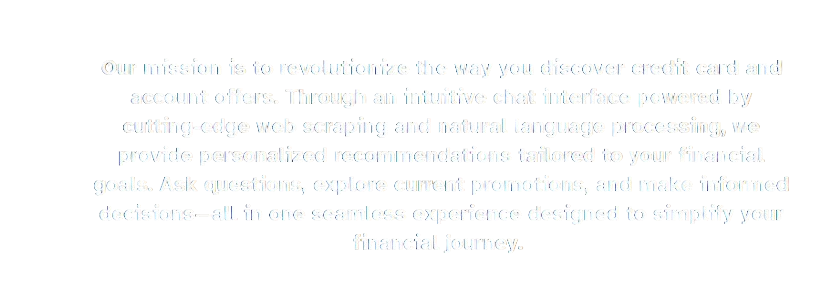 Our mission is to revolutionize the way you discover credit card and
account offers. Through an intuitive chat interface powered by
cutting-edge web scraping and natural language processing, we
provide personalized recommendations tailored to your financial
goals. Ask questions, explore current promotions, and make informed
decisions—all in one seamless experience designed to simplify your
financial journey.